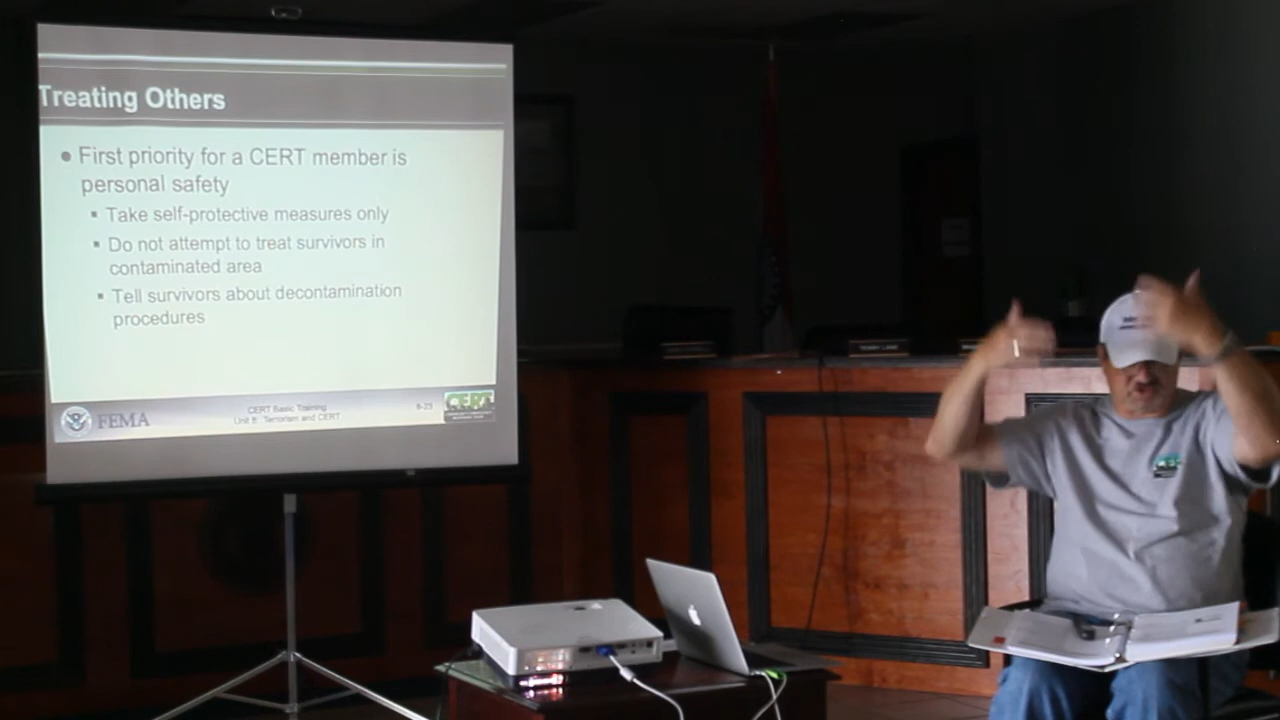 Treating Others
First priority for a CERT member is
personal safety
Take self-protective measures only
Do not attempt to treat survivors in
contaminated area
Tell survivors about decontamination
procedures
FEMA
CERT Basic Training
Unit 8: Terrorism and CERT
8-23
CERT